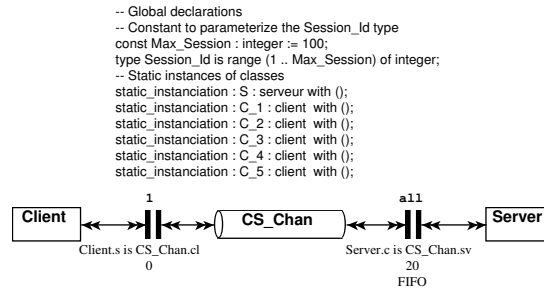 -- Global declarations
-- Constant to parameterize the Session_Id type
const Max_Session : integer := 100;
type Session_Id is range (1 .. Max_Session) of integer;
-- Static instances of classes
static_instanciation : S : serveur with ();
static_instanciation : C_1 : client with ();
static_instanciation : C_2 : client with ();
static_instanciation : C_3 : client with ();
static_instanciation : C_4 : client with ();
static_instanciation : C_5 : client with ();
1 all
Client CS_Chan Server
Client.s is CS_Chan.cl Server.c is CS_Chan.sv
0 20
FIFO